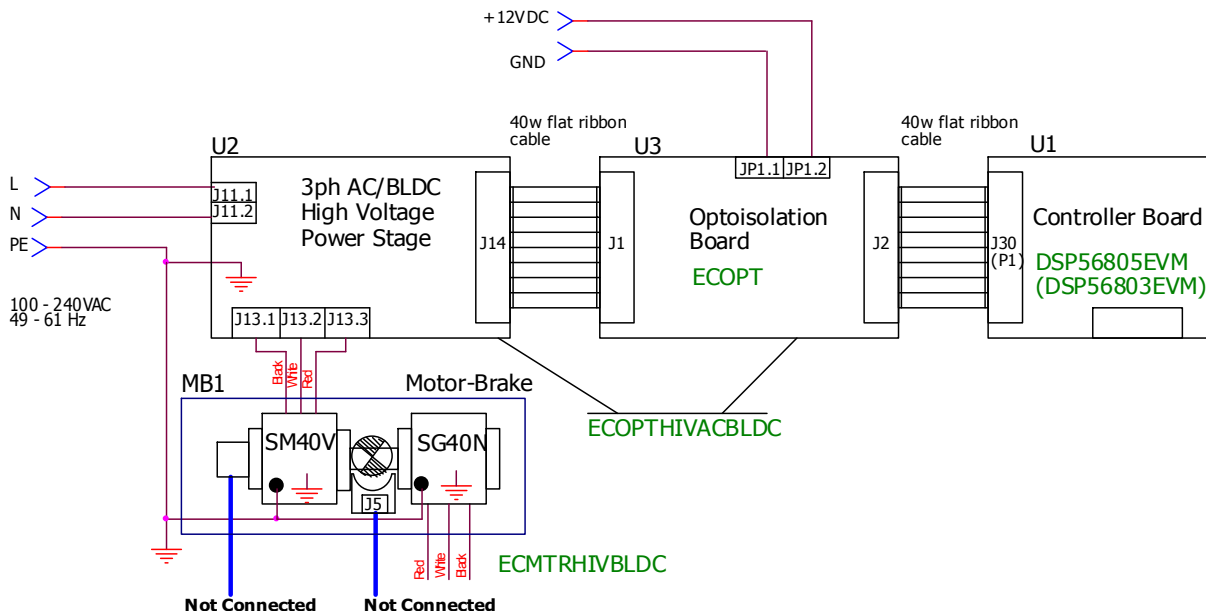 +12VDC
GND
40w flat ribbon
cable
40w flat ribbon
cable
U2
U3
U1
L
N
PE
J11.1
J11.2
3ph AC/BLDC
High Voltage
Power Stage
J14
J1
JP1.1
JP1.2
Optoisolation
Board
ECOPT
J2
J30
(P1)
Controller Board
DSP56805EVM
(DSP56803EVM)
100 - 240VAC
49 - 61 Hz
J13.1
J13.2
J13.3
Black
White
Red
MB1
Motor-Brake
SM40V
SG40N
J5
ECOPTHIVACBLDC
Red
White
Black
ECMTRHIVBLDC
Not Connected
Not Connected